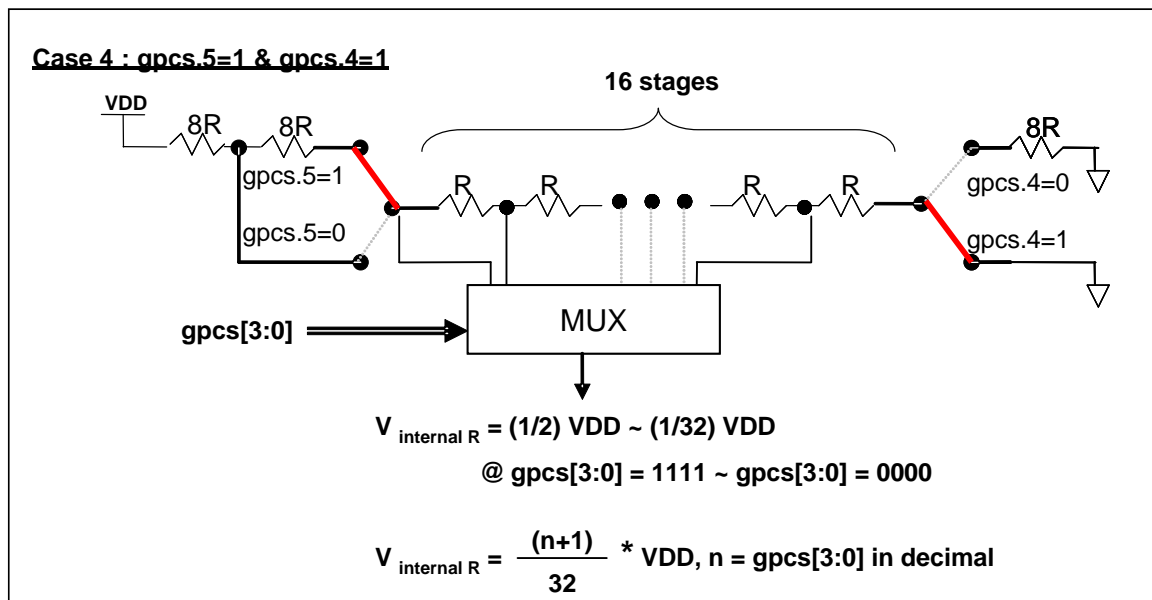 Case 4 : gpcs.5=1 & gpcs.4=1
16 stages
VDD
8R
8R
8R
gpcs.5=1
R
R
R
R
gpcs.4=0
gpcs.5=0
gpcs.4=1
MUX
gpcs[3:0]
V internal R = (1/2) VDD ~ (1/32) VDD
@ gpcs[3:0] = 1111 ~ gpcs[3:0] = 0000
(n+1)
V internal R = * VDD, n = gpcs[3:0] in decimal
32